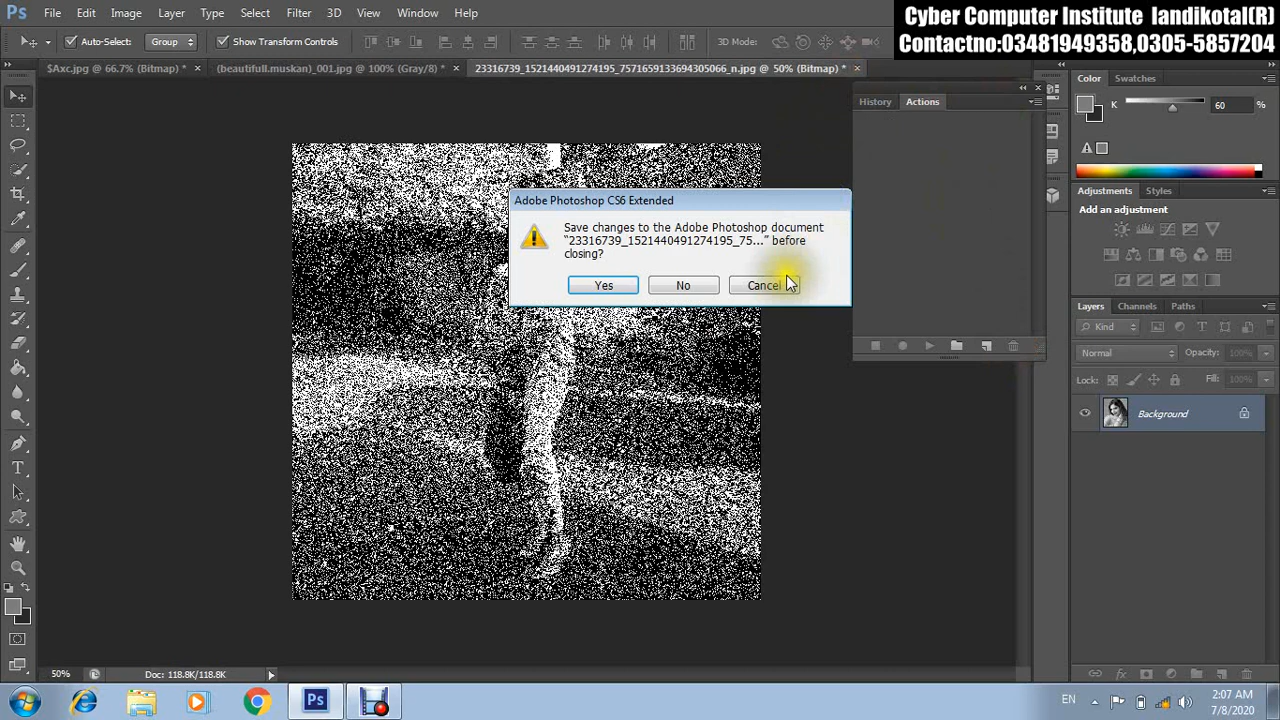 Cyber Computer Institute landikotal(R)
Contactno:03481949358,0305-5857204
Ps File Edit Image Layer Type Select Filter 3D View Window Help
Auto-Select: Group Show Transform Controls 3D Mode:
$Axc.jpg @ 66.7% (Bitmap) * × (beautifull.muskan)_001.jpg @ 100% (Gray/8) * × 23316739_1521440491274195_7571659133694305066_n.jpg @ 50% (Bitmap) * ×
History Actions
Color Swatches
K 60 %
Adobe Photoshop CS6 Extended
Save changes to the Adobe Photoshop document
“23316739_1521440491274195_75...” before
closing?
Yes No Cancel
Adjustments Styles
Add an adjustment
Layers Channels Paths
Kind
Normal Opacity: 100%
Lock: Fill: 100%
Background
50% Doc: 118.8K/118.8K
Ps EN 2:07 AM
7/8/2020